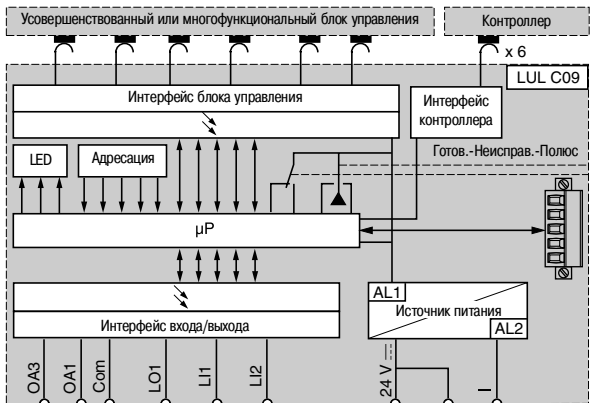 Усовершенствованный или многофункциональный блок управления
Контроллер
x 6
LUL C09
Интерфейс блока управления
Интерфейс
контроллера
LED
Адресация
Готов.-Неисправ.-Полюс
µP
AL1
Источник питания
AL2
Интерфейс входа/выхода
OA3
OA1
Com
LO1
LI1
LI2
24 V
I